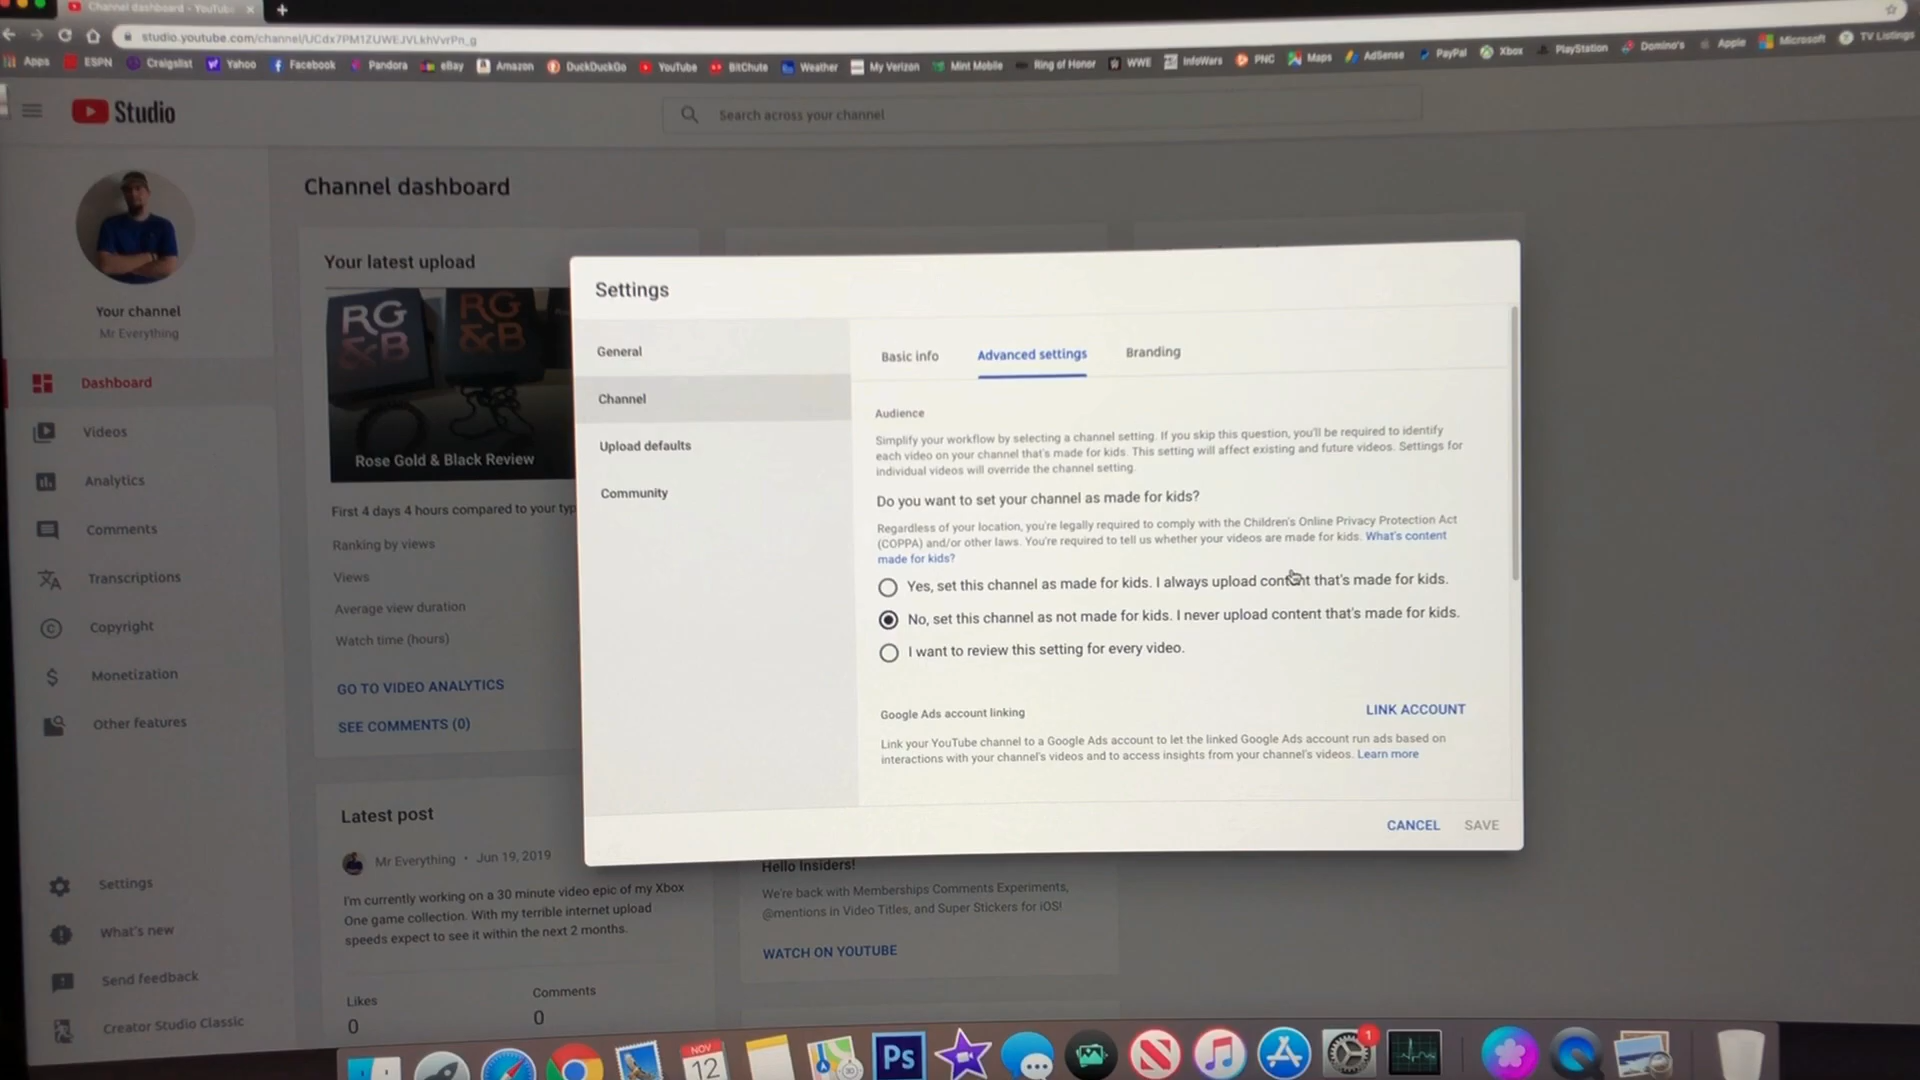 Channel dashboard - YouTube
studio.youtube.com/channel/UCdx7PM1ZUWEJVLkhVvrPn_g
Apps ESPN Craigslist Yahoo Facebook Pandora eBay Amazon DuckDuckGo YouTube BitChute Weather My Verizon Mint Mobile Ring of Honor WWE InfoWars PNC Maps AdSense PayPal Xbox PlayStation Domino's Apple Microsoft TV Listings
Studio
Search across your channel
Your channel
Mr Everything
Dashboard
Videos
Analytics
Comments
Transcriptions
Copyright
Monetization
Other features
Settings
What's new
Send feedback
Creator Studio Classic
Channel dashboard
Your latest upload
RG
&B
RG
&B
Rose Gold & Black Review
First 4 days 4 hours compared to your typ
Ranking by views
Views
Average view duration
Watch time (hours)
GO TO VIDEO ANALYTICS
SEE COMMENTS (0)
Latest post
Mr Everything • Jun 19, 2019
I'm currently working on a 30 minute video epic of my Xbox
One game collection. With my terrible internet upload
speeds expect to see it within the next 2 months.
Likes
0
Comments
0
Settings
General
Channel
Upload defaults
Community
Basic info
Advanced settings
Branding
Audience
Simplify your workflow by selecting a channel setting. If you skip this question, you'll be required to identify
each video on your channel that's made for kids. This setting will affect existing and future videos. Settings for
individual videos will override the channel setting.
Do you want to set your channel as made for kids?
Regardless of your location, you're legally required to comply with the Children's Online Privacy Protection Act
(COPPA) and/or other laws. You're required to tell us whether your videos are made for kids. What's content
made for kids?
Yes, set this channel as made for kids. I always upload content that's made for kids.
No, set this channel as not made for kids. I never upload content that's made for kids.
I want to review this setting for every video.
Google Ads account linking
LINK ACCOUNT
Link your YouTube channel to a Google Ads account to let the linked Google Ads account run ads based on
interactions with your channel's videos and to access insights from your channel's videos. Learn more
CANCEL
SAVE
Hello Insiders!
We're back with Memberships Comments Experiments,
@mentions in Video Titles, and Super Stickers for iOS!
WATCH ON YOUTUBE
NOV
12
3D
Ps
1